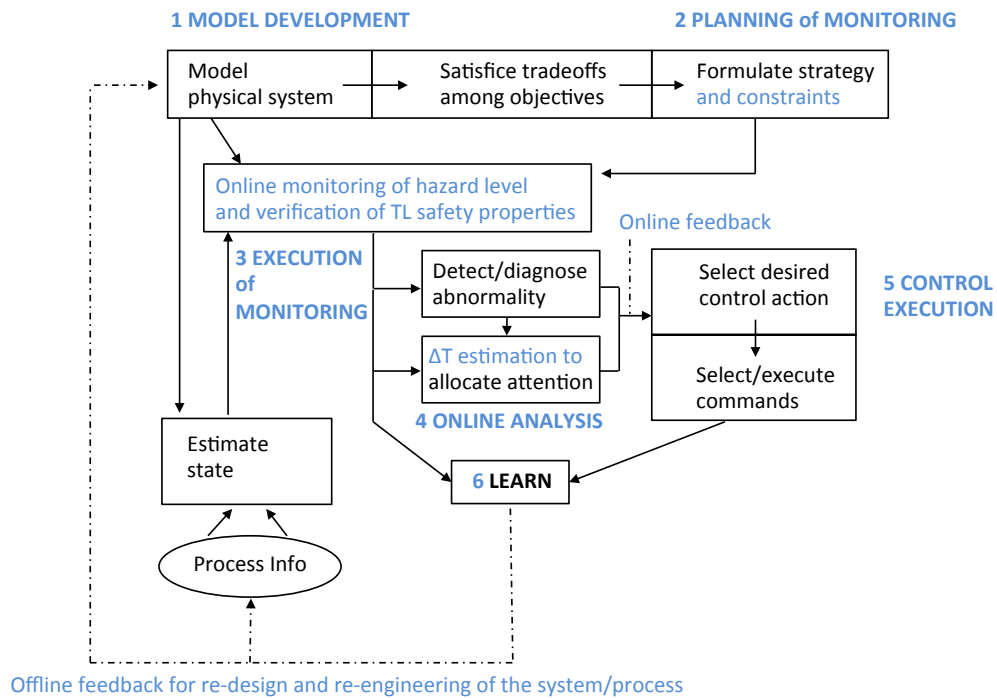 1 MODEL DEVELOPMENT
2 PLANNING of MONITORING
Model
physical system
Satisfice tradeoffs
among objectives
Formulate strategy
and constraints
Online monitoring of hazard level
and verification of TL safety properties
Online feedback
3 EXECUTION
of
MONITORING
Detect/diagnose
abnormality
Select desired
control action
5 CONTROL
EXECUTION
ΔT estimation to
allocate attention
Select/execute
commands
4 ONLINE ANALYSIS
Estimate
state
6 LEARN
Process Info
Offline feedback for re-design and re-engineering of the system/process